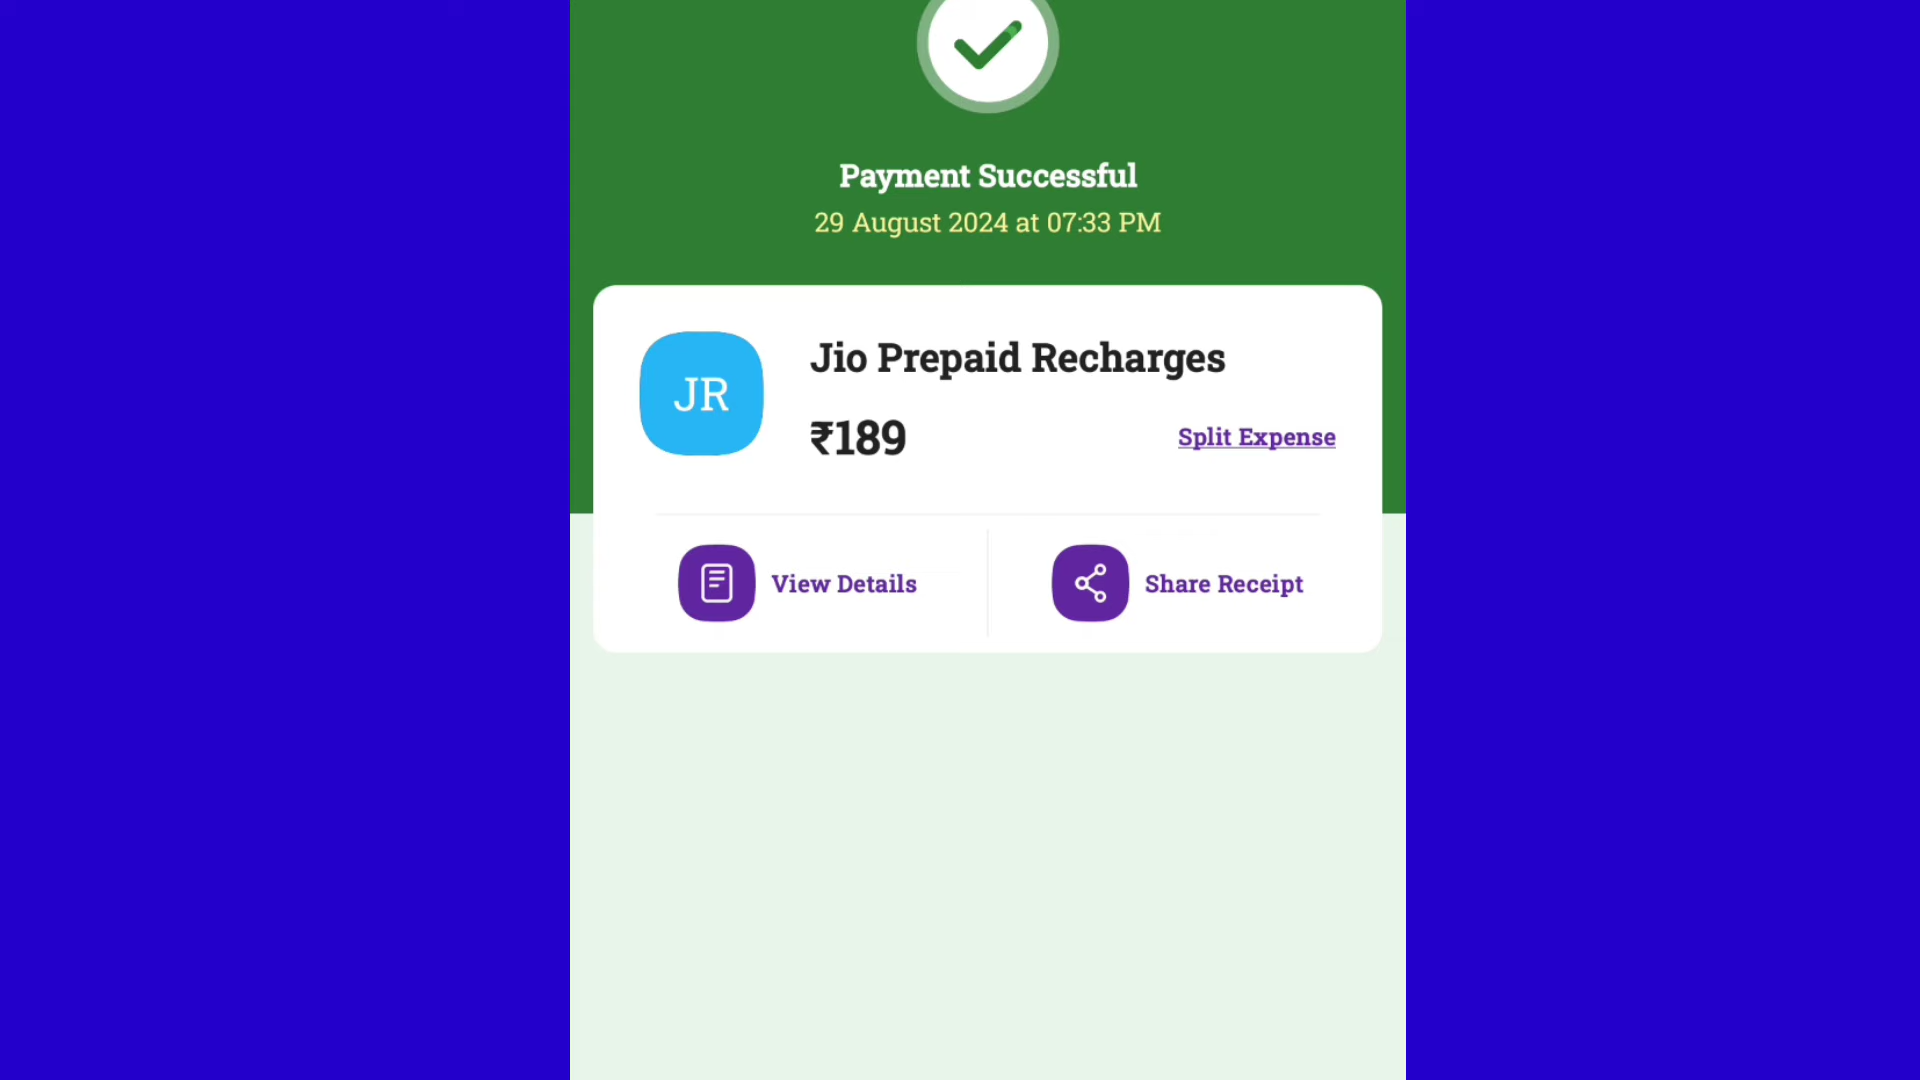 Payment Successful
29 August 2024 at 07:33 PM
JR
Jio Prepaid Recharges
₹189
Split Expense
View Details
Share Receipt